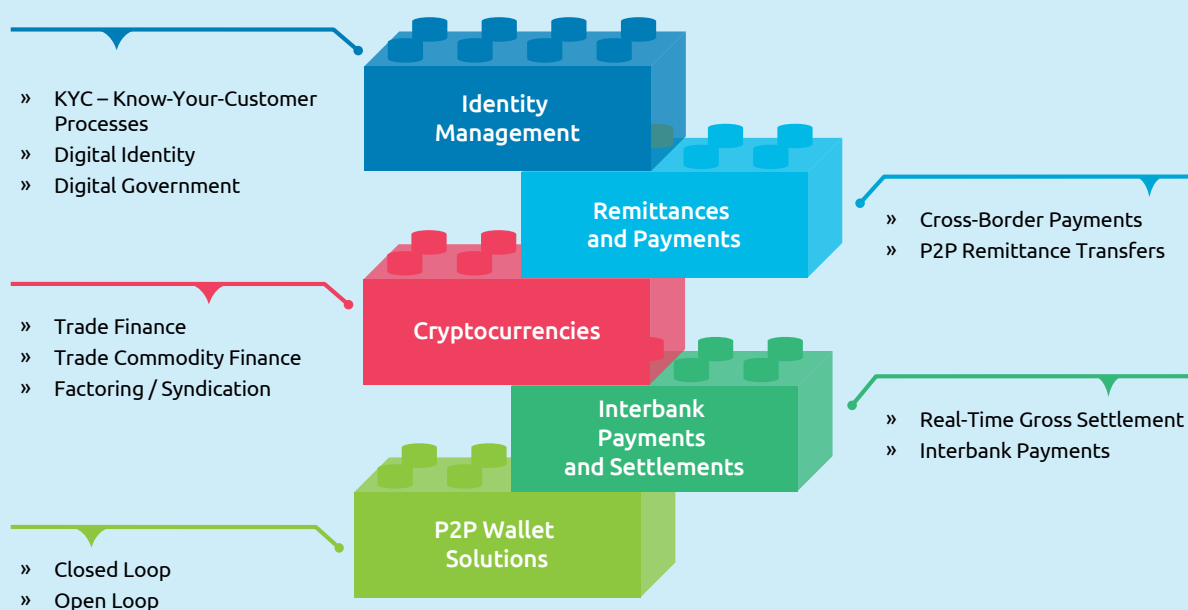 Identity
Management
» KYC – Know-Your-Customer
Processes
» Digital Identity
» Digital Government
Remittances
and Payments
» Cross-Border Payments
» P2P Remittance Transfers
Cryptocurrencies
» Trade Finance
» Trade Commodity Finance
» Factoring / Syndication
Interbank
Payments
and Settlements
» Real-Time Gross Settlement
» Interbank Payments
P2P Wallet
Solutions
» Closed Loop
» Open Loop